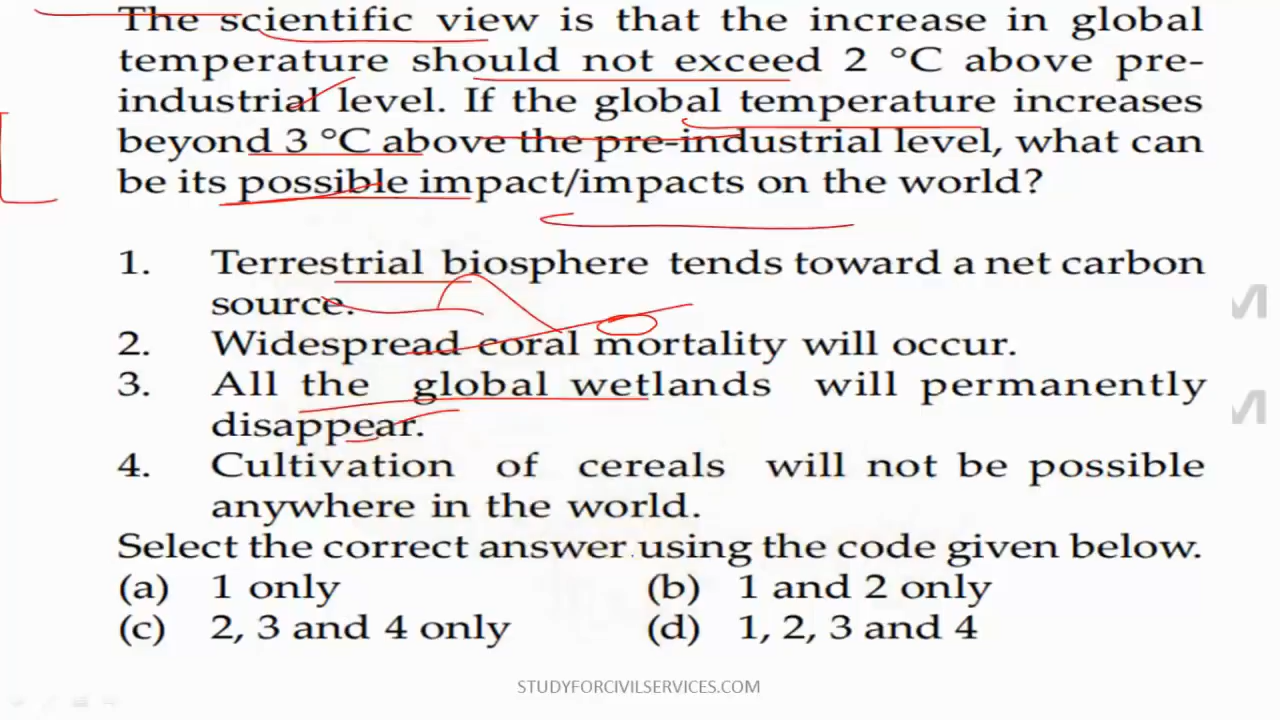 The scientific view is that the increase in global
temperature should not exceed 2 °C above pre-
industrial level. If the global temperature increases
beyond 3 °C above the pre-industrial level, what can
be its possible impact/impacts on the world?
1. Terrestrial biosphere tends toward a net carbon
source.
2. Widespread coral mortality will occur.
3. All the global wetlands will permanently
disappear.
4. Cultivation of cereals will not be possible
anywhere in the world.
Select the correct answer using the code given below.
(a) 1 only (b) 1 and 2 only
(c) 2, 3 and 4 only (d) 1, 2, 3 and 4
STUDYFORCIVILSERVICES.COM
M
M